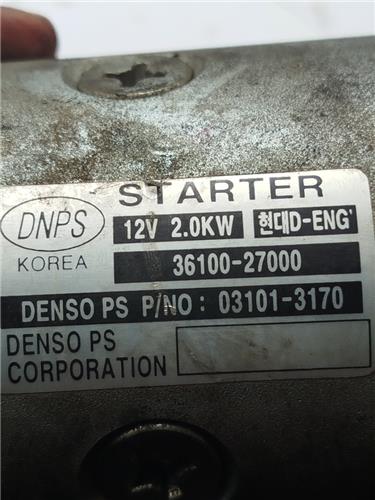 STARTER
DNPS
12V 2.0KW 현대D-ENG'
KOREA
36100-27000
DENSO PS P/NO : 03101-3170
DENSO PS
CORPORATION